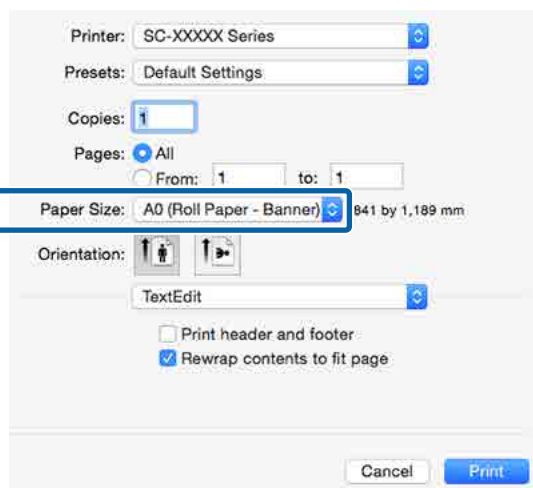 Printer: SC-XXXXX Series
Presets: Default Settings
Copies: 1
Pages: All
From: 1 to: 1
Paper Size: A0 (Roll Paper - Banner) 841 by 1,189 mm
Orientation:
TextEdit
Print header and footer
Rewrap contents to fit page
Cancel Print